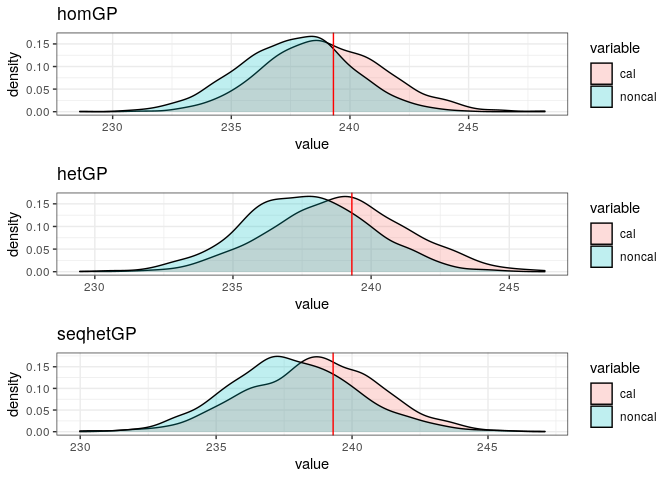 homGP
0.15
0.10
0.05
0.00
density
230 235 240 245
value
variable
cal
noncal
hetGP
0.15
0.10
0.05
0.00
density
230 235 240 245
value
variable
cal
noncal
seqhetGP
0.15
0.10
0.05
0.00
density
230 235 240 245
value
variable
cal
noncal